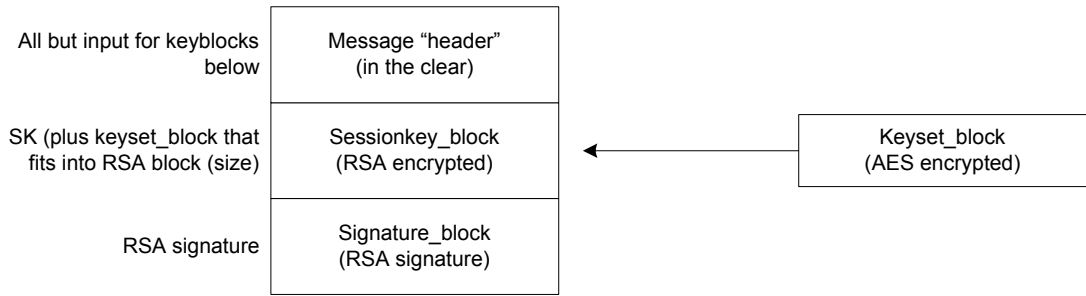 All but input for keyblocks
below
Message “header”
(in the clear)
SK (plus keyset_block that
fits into RSA block (size)
Sessionkey_block
(RSA encrypted)
Keyset_block
(AES encrypted)
RSA signature
Signature_block
(RSA signature)